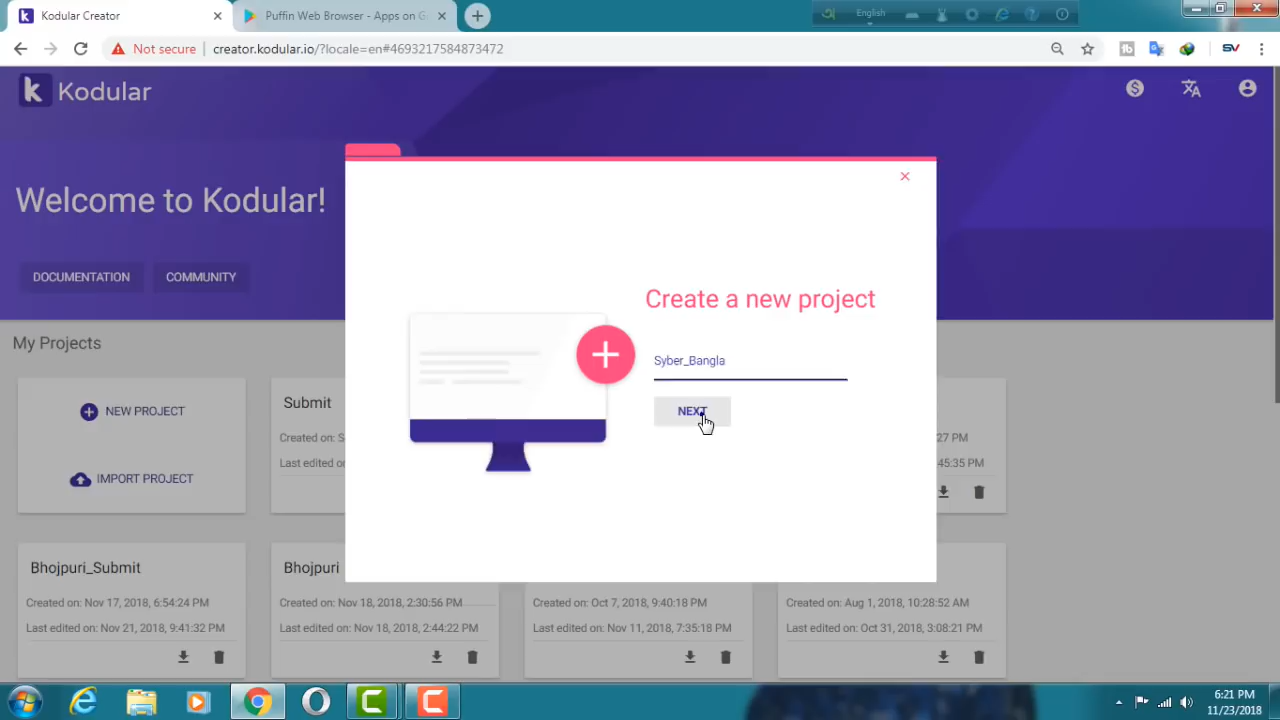 Kodular Creator
Puffin Web Browser - Apps on G
English
Not secure
creator.kodular.io/?locale=en#4693217584873472
Kodular
Welcome to Kodular!
DOCUMENTATION
COMMUNITY
Create a new project
Syber_Bangla
NEXT
My Projects
NEW PROJECT
IMPORT PROJECT
Submit
Created on: S
Last edited on:
27 PM
45:35 PM
Bhojpuri_Submit
Created on: Nov 17, 2018, 6:54:24 PM
Last edited on: Nov 21, 2018, 9:41:32 PM
Bhojpuri
Created on: Nov 18, 2018, 2:30:56 PM
Last edited on: Nov 18, 2018, 2:44:22 PM
Created on: Oct 7, 2018, 9:40:18 PM
Last edited on: Nov 11, 2018, 7:35:18 PM
Created on: Aug 1, 2018, 10:28:52 AM
Last edited on: Oct 31, 2018, 3:08:21 PM
6:21 PM
11/23/2018